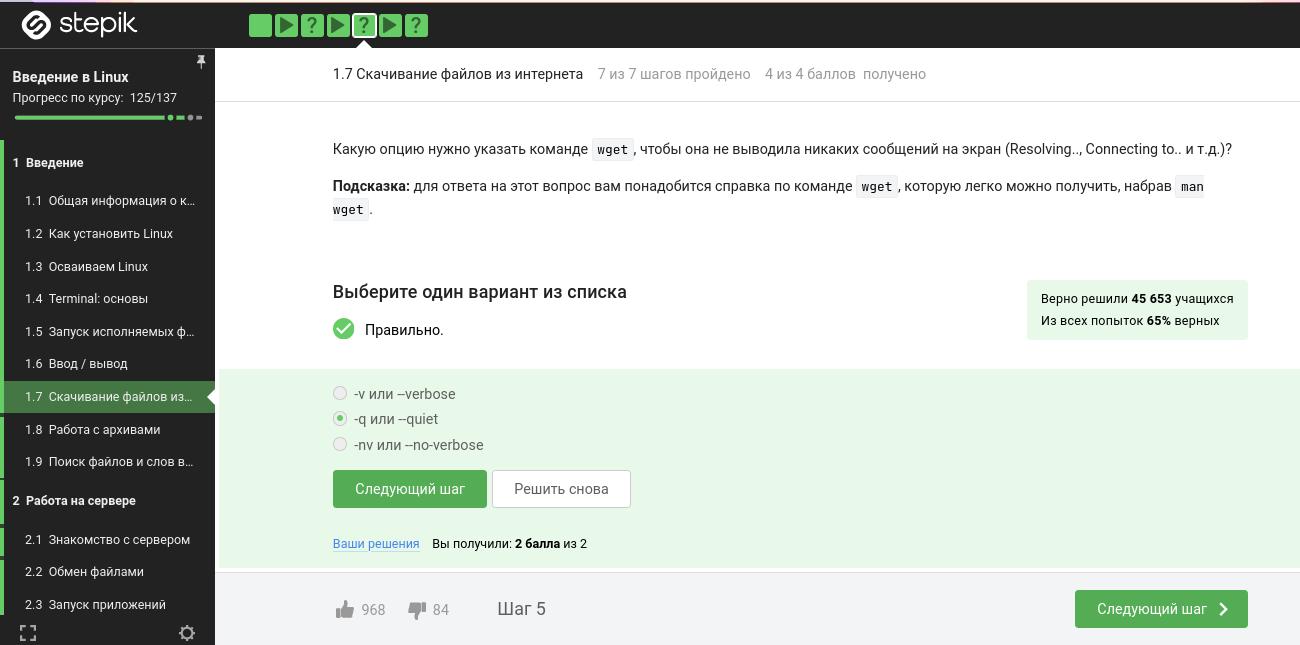 stepik
? ? ?
Введение в Linux
Прогресс по курсу: 125/137
1 Введение
1.1 Общая информация о к...
1.2 Как установить Linux
1.3 Осваиваем Linux
1.4 Terminal: основы
1.5 Запуск исполняемых ф...
1.6 Ввод / вывод
1.7 Скачивание файлов из...
1.8 Работа с архивами
1.9 Поиск файлов и слов в...
2 Работа на сервере
2.1 Знакомство с сервером
2.2 Обмен файлами
2.3 Запуск приложений
1.7 Скачивание файлов из интернета 7 из 7 шагов пройдено 4 из 4 баллов получено
Какую опцию нужно указать команде wget, чтобы она не выводила никаких сообщений на экран (Resolving.., Connecting to.. и т.д.)?
Подсказка: для ответа на этот вопрос вам понадобится справка по команде wget, которую легко можно получить, набрав man
wget.
Выберите один вариант из списка
Правильно.
Верно решили 45 653 учащихся
Из всех попыток 65% верных
-v или --verbose
-q или --quiet
-nv или --no-verbose
Следующий шаг Решить снова
Ваши решения Вы получили: 2 балла из 2
968 84 Шаг 5 Следующий шаг